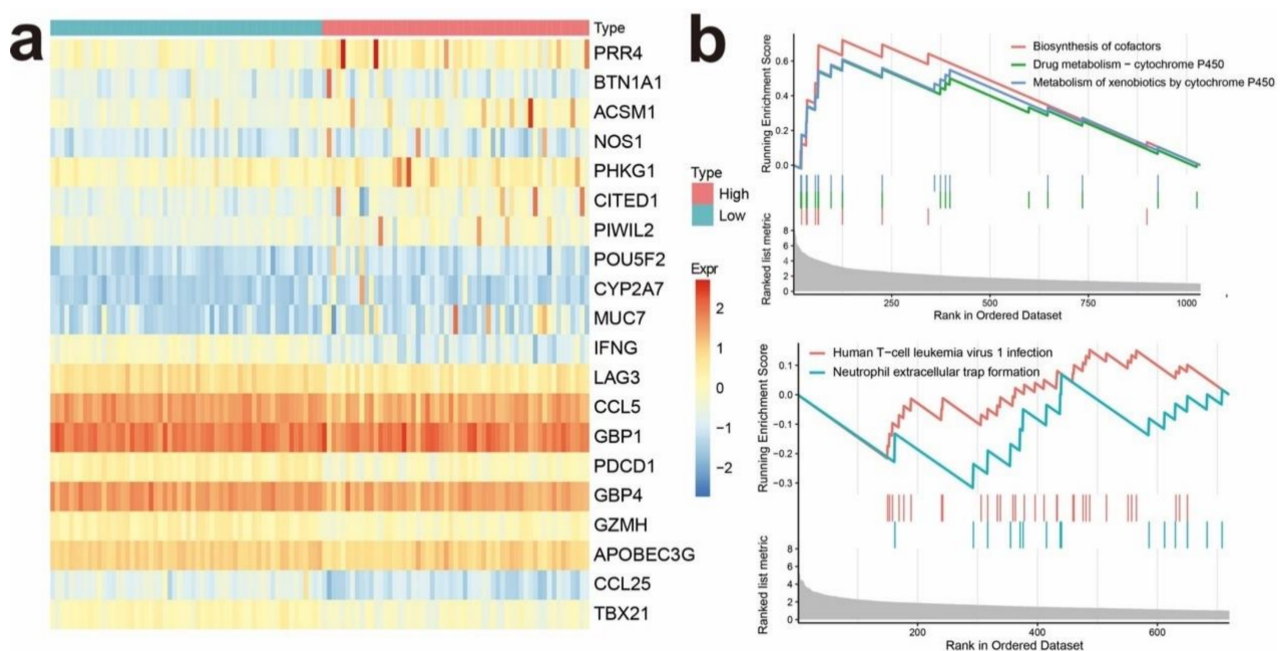 a
Type
PRR4
BTN1A1
ACSM1
NOS1
PHKG1
CITED1
PIWIL2
POU5F2
CYP2A7
MUC7
IFNG
LAG3
CCL5
GBP1
PDCD1
GBP4
GZMH
APOBEC3G
CCL25
TBX21
Type
High
Low
Expr
2
1
0
−1
−2
b
Running Enrichment Score
0.6
0.4
0.2
0.0
Biosynthesis of cofactors
Drug metabolism − cytochrome P450
Metabolism of xenobiotics by cytochrome P450
Ranked list metric
8
6
4
2
0
250
500
750
1000
Rank in Ordered Dataset
Running Enrichment Score
0.1
0.0
−0.1
−0.2
−0.3
Human T−cell leukemia virus 1 infection
Neutrophil extracellular trap formation
Ranked list metric
8
6
4
2
0
200
400
600
Rank in Ordered Dataset